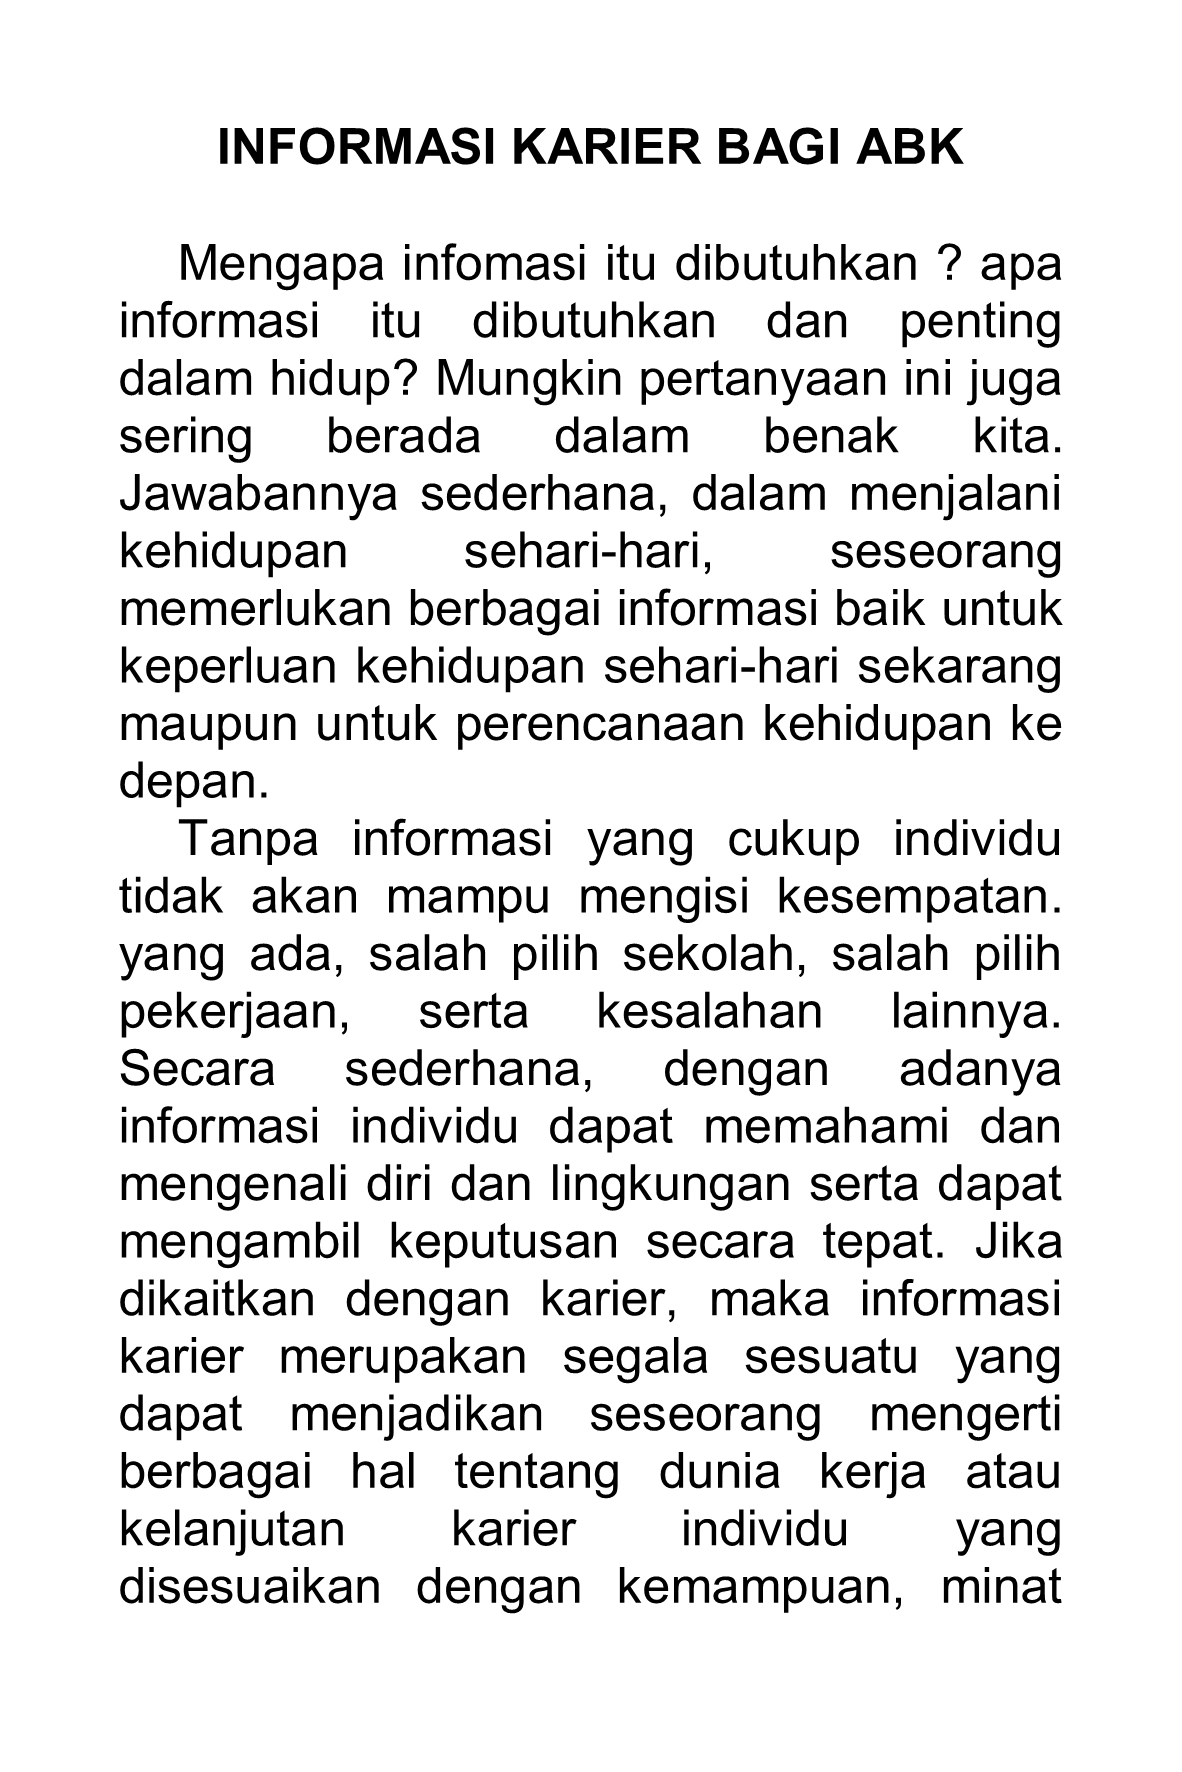 INFORMASI KARIER BAGI ABK
Mengapa infomasi itu dibutuhkan ? apa
informasi itu dibutuhkan dan penting
dalam hidup? Mungkin pertanyaan ini juga
sering berada dalam benak kita.
Jawabannya sederhana, dalam menjalani
kehidupan sehari-hari, seseorang
memerlukan berbagai informasi baik untuk
keperluan kehidupan sehari-hari sekarang
maupun untuk perencanaan kehidupan ke
depan.
Tanpa informasi yang cukup individu
tidak akan mampu mengisi kesempatan.
yang ada, salah pilih sekolah, salah pilih
pekerjaan, serta kesalahan lainnya.
Secara sederhana, dengan adanya
informasi individu dapat memahami dan
mengenali diri dan lingkungan serta dapat
mengambil keputusan secara tepat. Jika
dikaitkan dengan karier, maka informasi
karier merupakan segala sesuatu yang
dapat menjadikan seseorang mengerti
berbagai hal tentang dunia kerja atau
kelanjutan karier individu yang
disesuaikan dengan kemampuan, minat